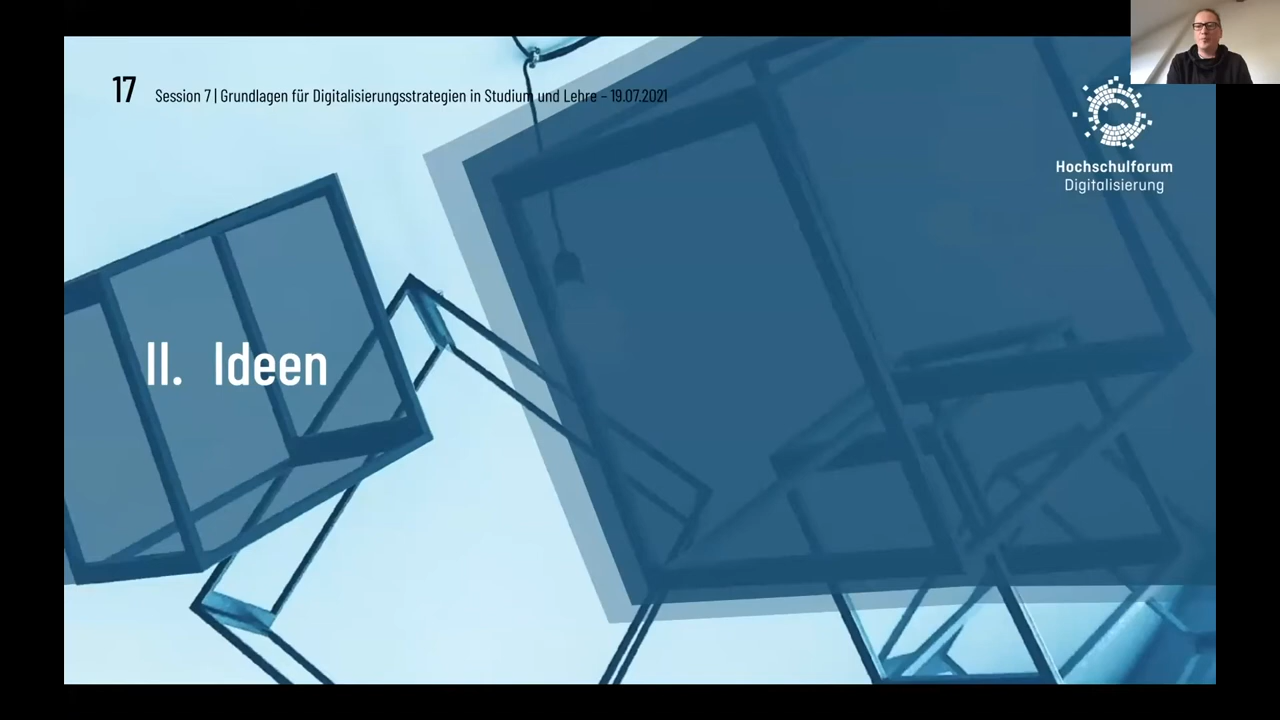 17 Session 7 | Grundlagen für Digitalisierungsstrategien in Studium und Lehre – 19.07.2021
Hochschulforum
Digitalisierung
II. Ideen